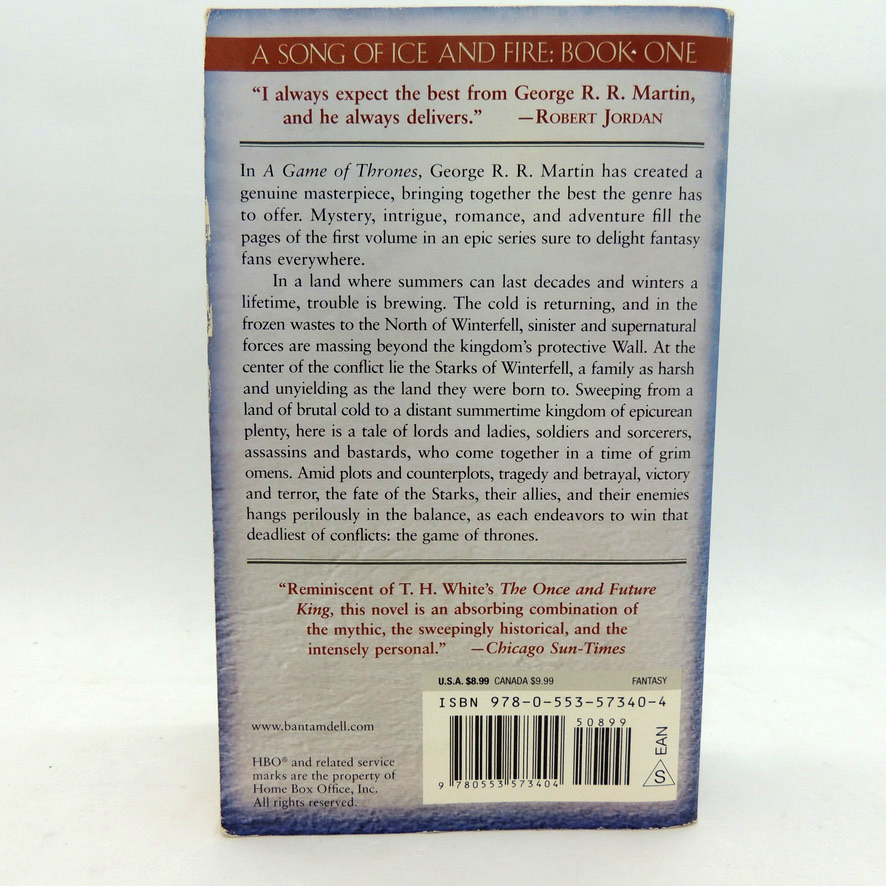 A SONG OF ICE AND FIRE: BOOK ONE
“I always expect the best from George R. R. Martin,
and he always delivers.” —ROBERT JORDAN
In A Game of Thrones, George R. R. Martin has created a
genuine masterpiece, bringing together the best the genre has
to offer. Mystery, intrigue, romance, and adventure fill the
pages of the first volume in an epic series sure to delight fantasy
fans everywhere.
In a land where summers can last decades and winters a
lifetime, trouble is brewing. The cold is returning, and in the
frozen wastes to the North of Winterfell, sinister and supernatural
forces are massing beyond the kingdom’s protective Wall. At the
center of the conflict lie the Starks of Winterfell, a family as harsh
and unyielding as the land they were born to. Sweeping from a
land of brutal cold to a distant summertime kingdom of epicurean
plenty, here is a tale of lords and ladies, soldiers and sorcerers,
assassins and bastards, who come together in a time of grim
omens. Amid plots and counterplots, tragedy and betrayal, victory
and terror, the fate of the Starks, their allies, and their enemies
hangs perilously in the balance, as each endeavors to win that
deadliest of conflicts: the game of thrones.
“Reminiscent of T. H. White’s The Once and Future
King, this novel is an absorbing combination of
the mythic, the sweepingly historical, and the
intensely personal.” —Chicago Sun-Times
U.S.A. $8.99 CANADA $9.99 FANTASY
ISBN 978-0-553-57340-4
50899
9 780553 573404
S EAN
www.bantamdell.com
HBO® and related service
marks are the property of
Home Box Office, Inc.
All rights reserved.